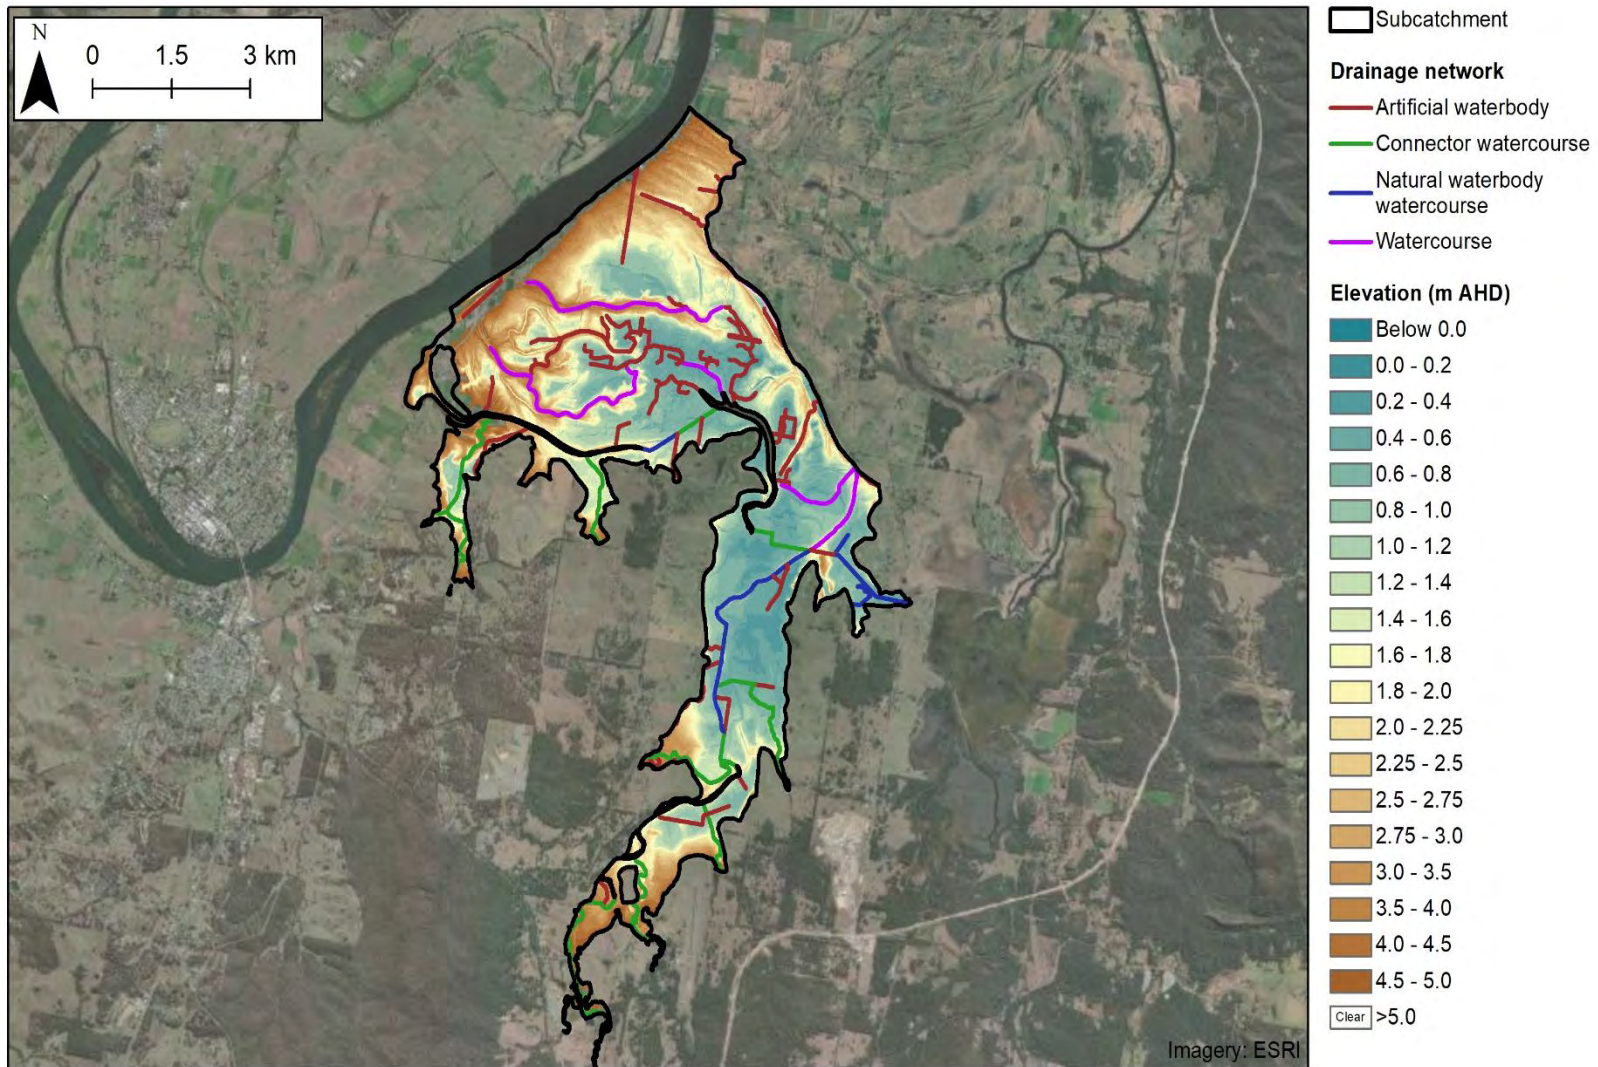 N
0 1.5 3 km
Subcatchment
Drainage network
Artificial waterbody
Connector watercourse
Natural waterbody
watercourse
Watercourse
Elevation (m AHD)
Below 0.0
0.0 - 0.2
0.2 - 0.4
0.4 - 0.6
0.6 - 0.8
0.8 - 1.0
1.0 - 1.2
1.2 - 1.4
1.4 - 1.6
1.6 - 1.8
1.8 - 2.0
2.0 - 2.25
2.25 - 2.5
2.5 - 2.75
2.75 - 3.0
3.0 - 3.5
3.5 - 4.0
4.0 - 4.5
4.5 - 5.0
Clear >5.0
Imagery: ESRI